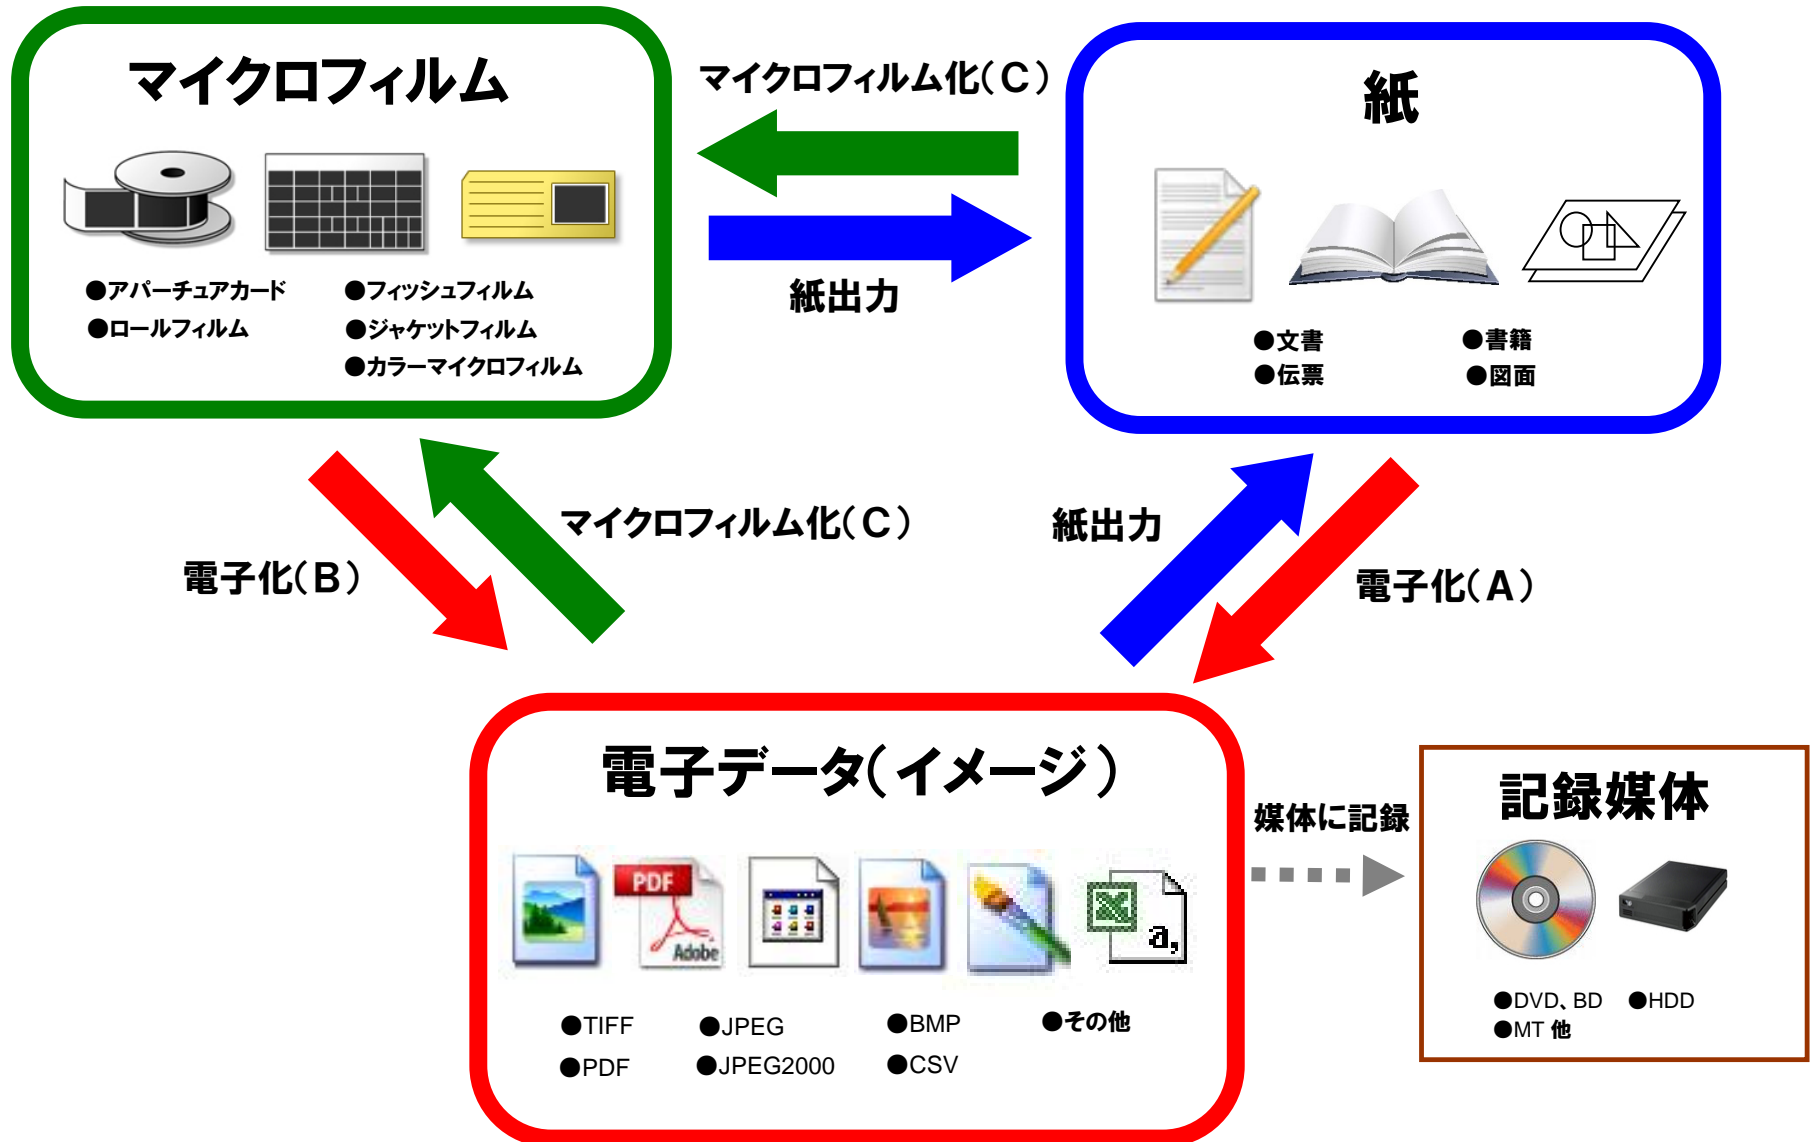 マイクロフィルム
●アパーチュアカード
●ロールフィルム
●フィッシュフィルム
●ジャケットフィルム
●カラーマイクロフィルム
マイクロフィルム化(C)
紙出力
紙
●文書
●伝票
●書籍
●図面
電子化(B)
マイクロフィルム化(C)
紙出力
電子化(A)
電子データ(イメージ)
PDF
Adobe
a,
●TIFF
●PDF
●JPEG
●JPEG2000
●BMP
●CSV
●その他
媒体に記録
記録媒体
●DVD、BD
●HDD
●MT 他